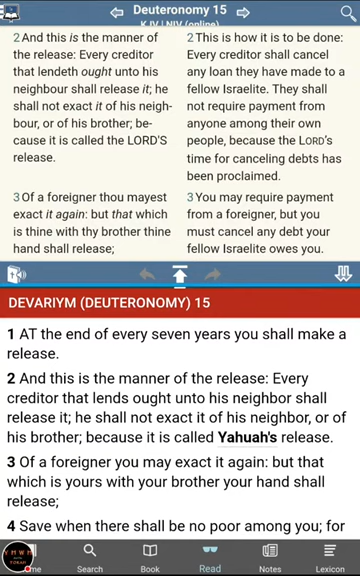 Deuteronomy 15
KJV | NIV (online)
2 And this is the manner of
the release: Every creditor
that lendeth ought unto his
neighbour shall release it; he
shall not exact it of his neigh-
bour, or of his brother; be-
cause it is called the LORD'S
release.
3 Of a foreigner thou mayest
exact it again: but that which
is thine with thy brother thine
hand shall release;
2 This is how it is to be done:
Every creditor shall cancel
any loan they have made to a
fellow Israelite. They shall
not require payment from
anyone among their own
people, because the LORD's
time for canceling debts has
been proclaimed.
3 You may require payment
from a foreigner, but you
must cancel any debt your
fellow Israelite owes you.
DEVARIYM (DEUTERONOMY) 15
1 AT the end of every seven years you shall make a
release.
2 And this is the manner of the release: Every
creditor that lends ought unto his neighbor shall
release it; he shall not exact it of his neighbor, or of
his brother; because it is called Yahuah's release.
3 Of a foreigner you may exact it again: but that
which is yours with your brother your hand shall
release;
4 Save when there shall be no poor among you; for
YMWM
TORAH
me
Search
Book
Read
Notes
Lexicon